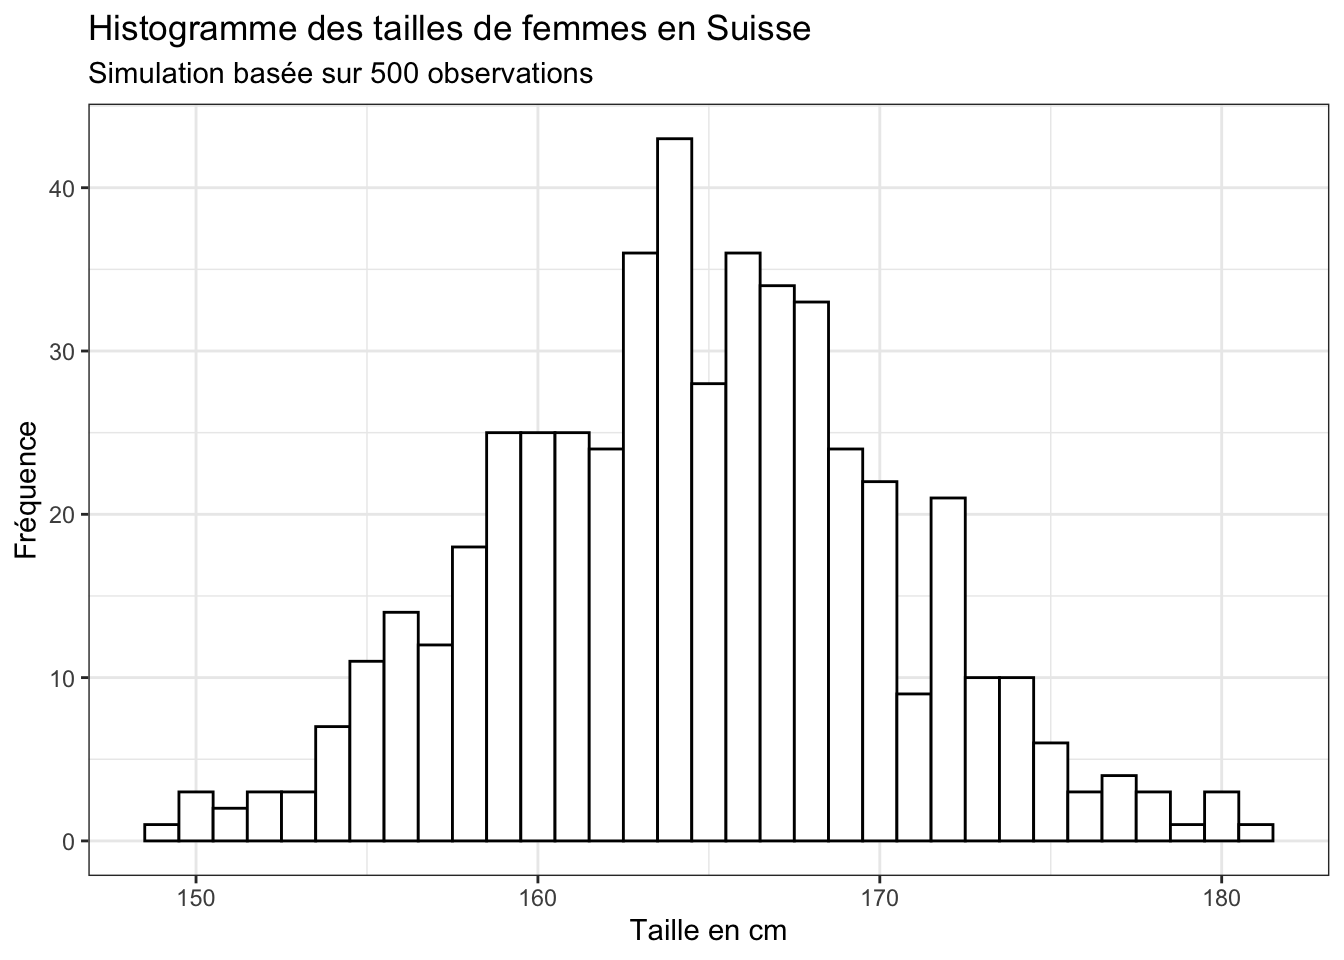 Histogramme des tailles de femmes en Suisse
Simulation basée sur 500 observations
Fréquence
40
30
20
10
0
150 160 170 180
Taille en cm